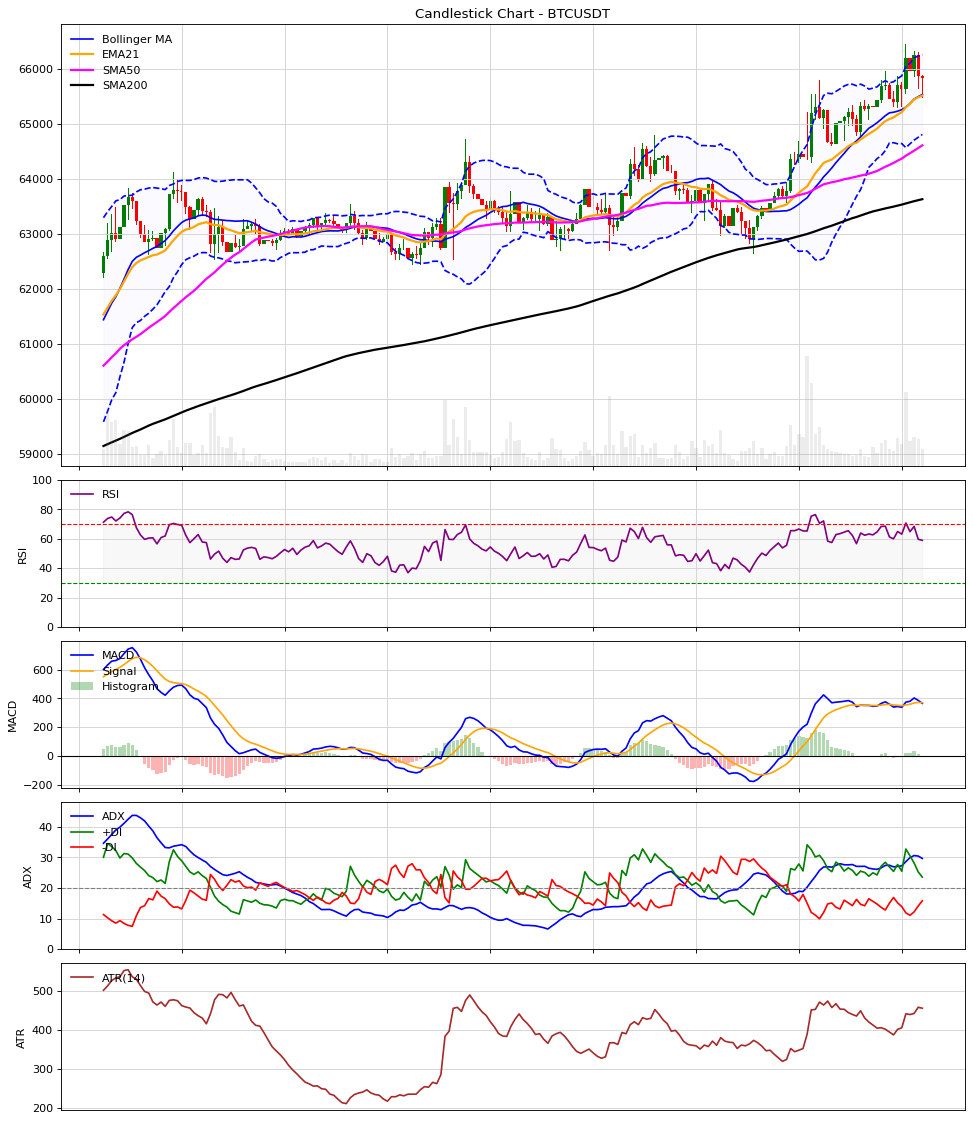 Candlestick Chart - BTCUSDT
Bollinger MA
EMA21
SMA50
SMA200
66000
65000
64000
63000
62000
61000
60000
59000
RSI
RSI
100
80
60
40
20
0
MACD
Signal
Histogram
MACD
600
400
200
0
−200
ADX
+DI
-DI
ADX
40
30
20
10
0
ATR(14)
ATR
500
400
300
200